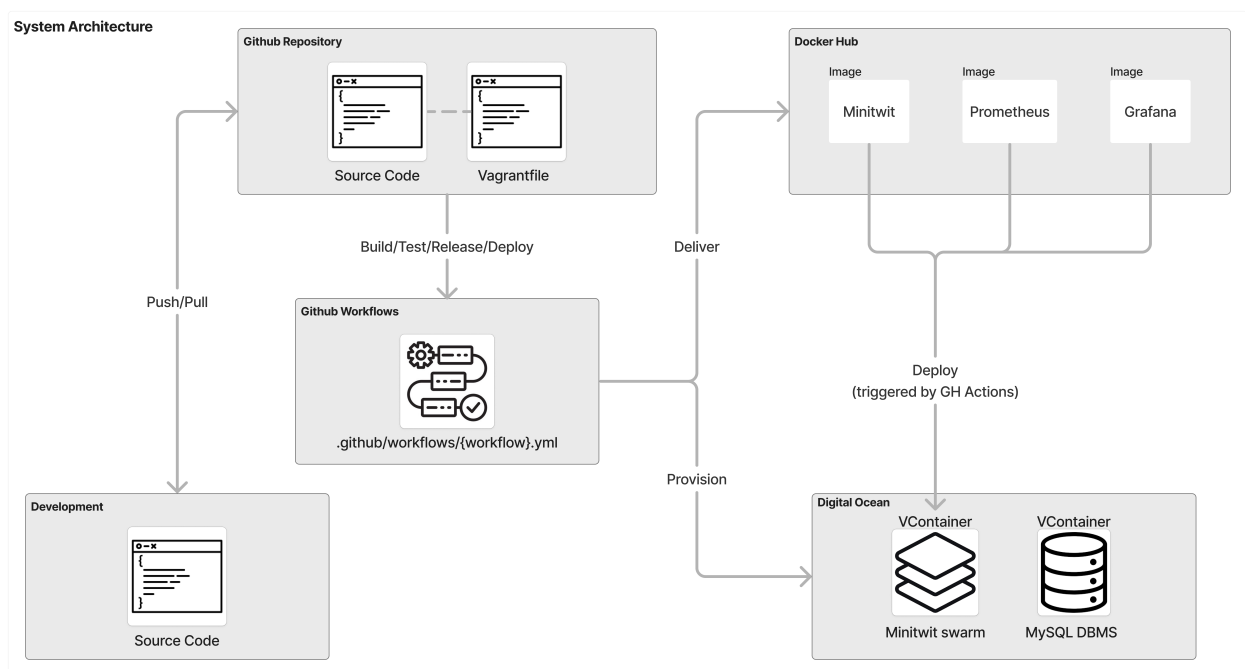 System Architecture
Github Repository
Source Code
Vagrantfile
Docker Hub
Image
Minitwit
Image
Prometheus
Image
Grafana
Build/Test/Release/Deploy
Deliver
Push/Pull
Github Workflows
.github/workflows/{workflow}.yml
Deploy
(triggered by GH Actions)
Provision
Development
Source Code
Digital Ocean
VContainer
Minitwit swarm
VContainer
MySQL DBMS